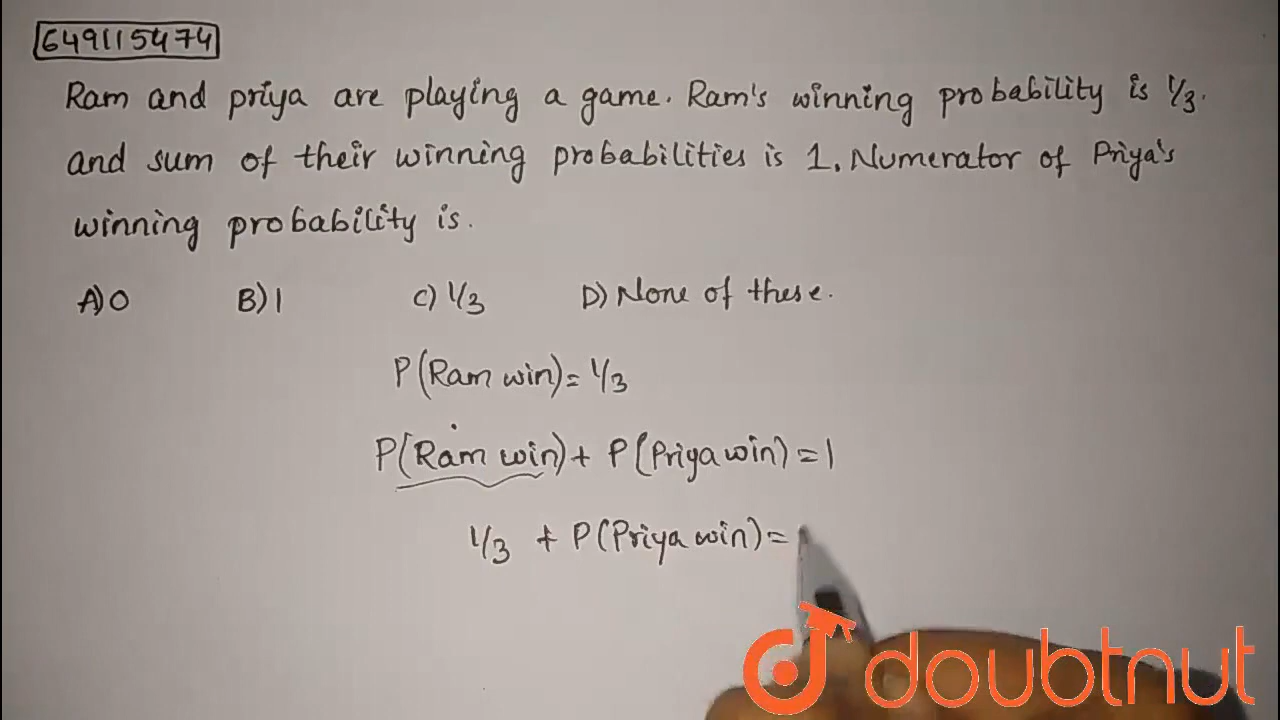 649115474
Ram and priya are playing a game. Ram's winning probability is 1/3.
and sum of their winning probabilities is 1. Numerator of Priya's
winning probability is.
A) 0 B) 1 C) 1/3 D) None of these.
P(Ram win) = 1/3
P(Ram win) + P(Priya win) = 1
1/3 + P(Priya win) =
doubtnut